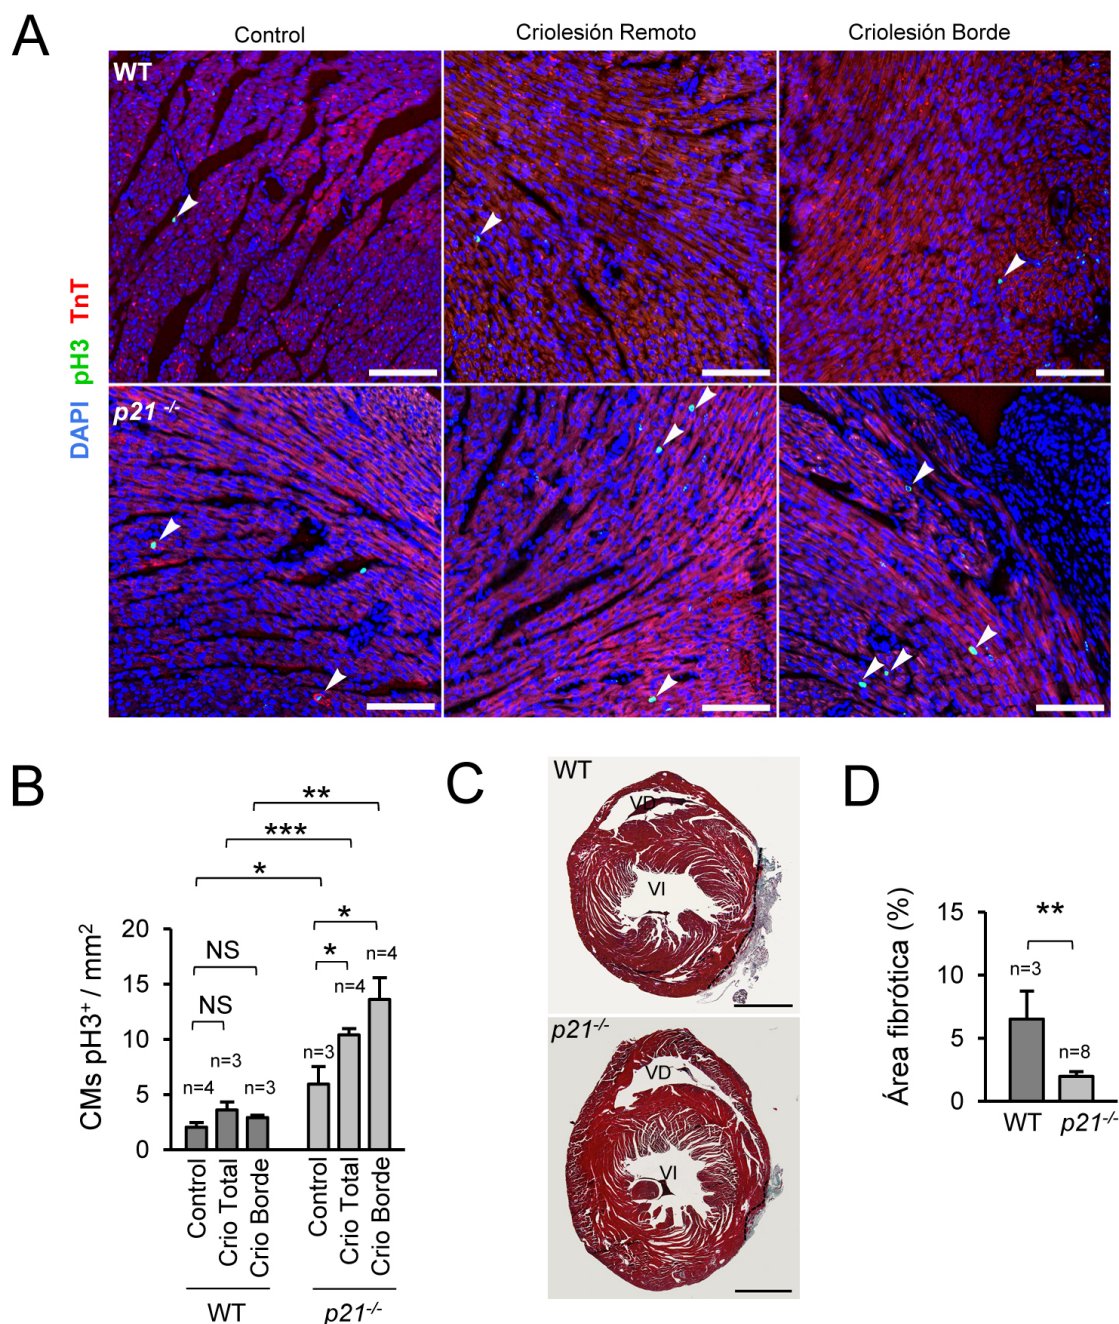 A
Control
Criolesión Remoto
Criolesión Borde
WT
p21 -/-
DAPI pH3 TnT
B
**
***
*
*
*
NS
NS
n=4
n=3
n=3
n=3
n=4
n=4
CMs pH3+ / mm2
20
15
10
5
0
Control
Crio Total
Crio Borde
Control
Crio Total
Crio Borde
WT
p21-/-
C
WT
VD
VI
p21-/-
VD
VI
D
Área fibrótica (%)
15
10
5
0
**
n=3
n=8
WT
p21-/-